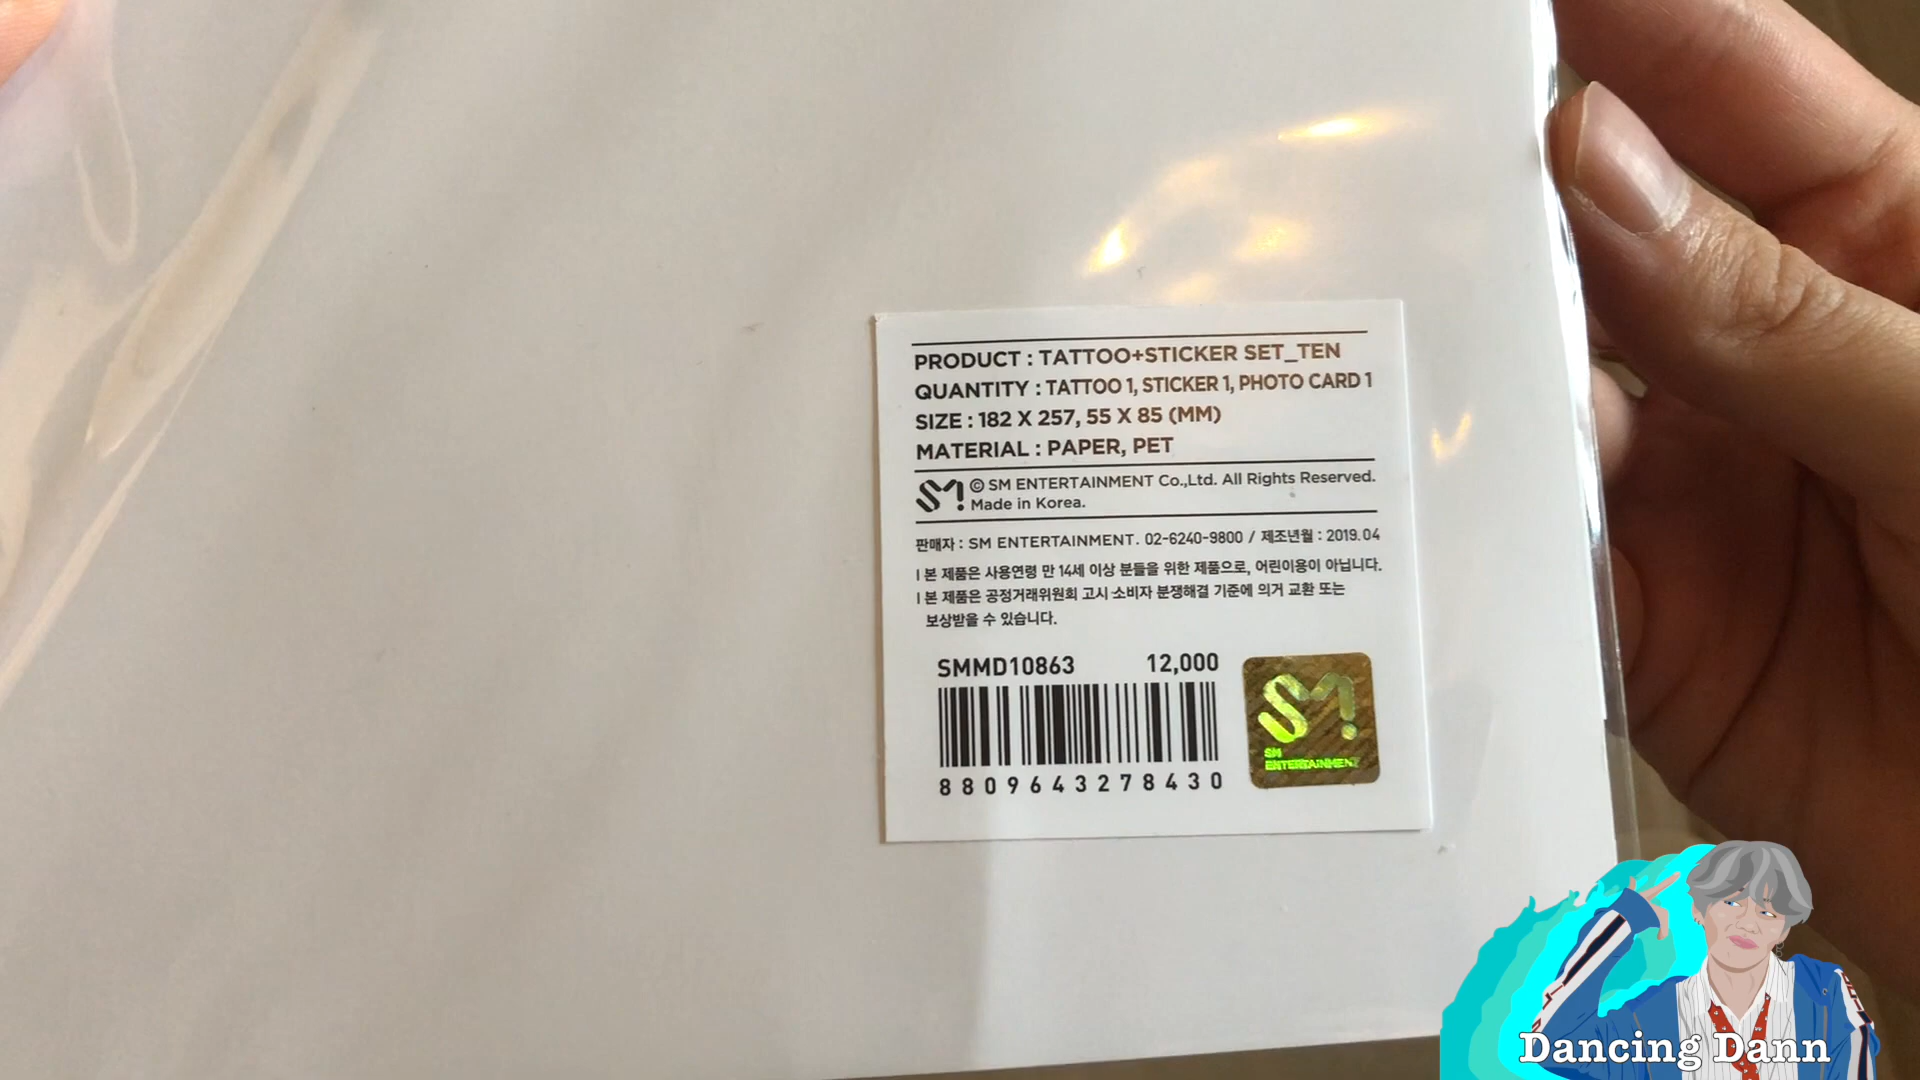 PRODUCT : TATTOO+STICKER SET_TEN
QUANTITY : TATTOO 1, STICKER 1, PHOTO CARD 1
SIZE : 182 X 257, 55 X 85 (MM)
MATERIAL : PAPER, PET
SM © SM ENTERTAINMENT Co.,Ltd. All Rights Reserved.
Made in Korea.
판매자 : SM ENTERTAINMENT. 02-6240-9800 / 제조년월 : 2019.04
l 본 제품은 사용연령 만 14세 이상 분들을 위한 제품으로, 어린이용이 아닙니다.
l 본 제품은 공정거래위원회 고시 소비자 분쟁해결 기준에 의거 교환 또는
보상받을 수 있습니다.
SMMD10863 12,000
8809643278430
SM
SM
ENTERTAINMENT
Dancing Dann